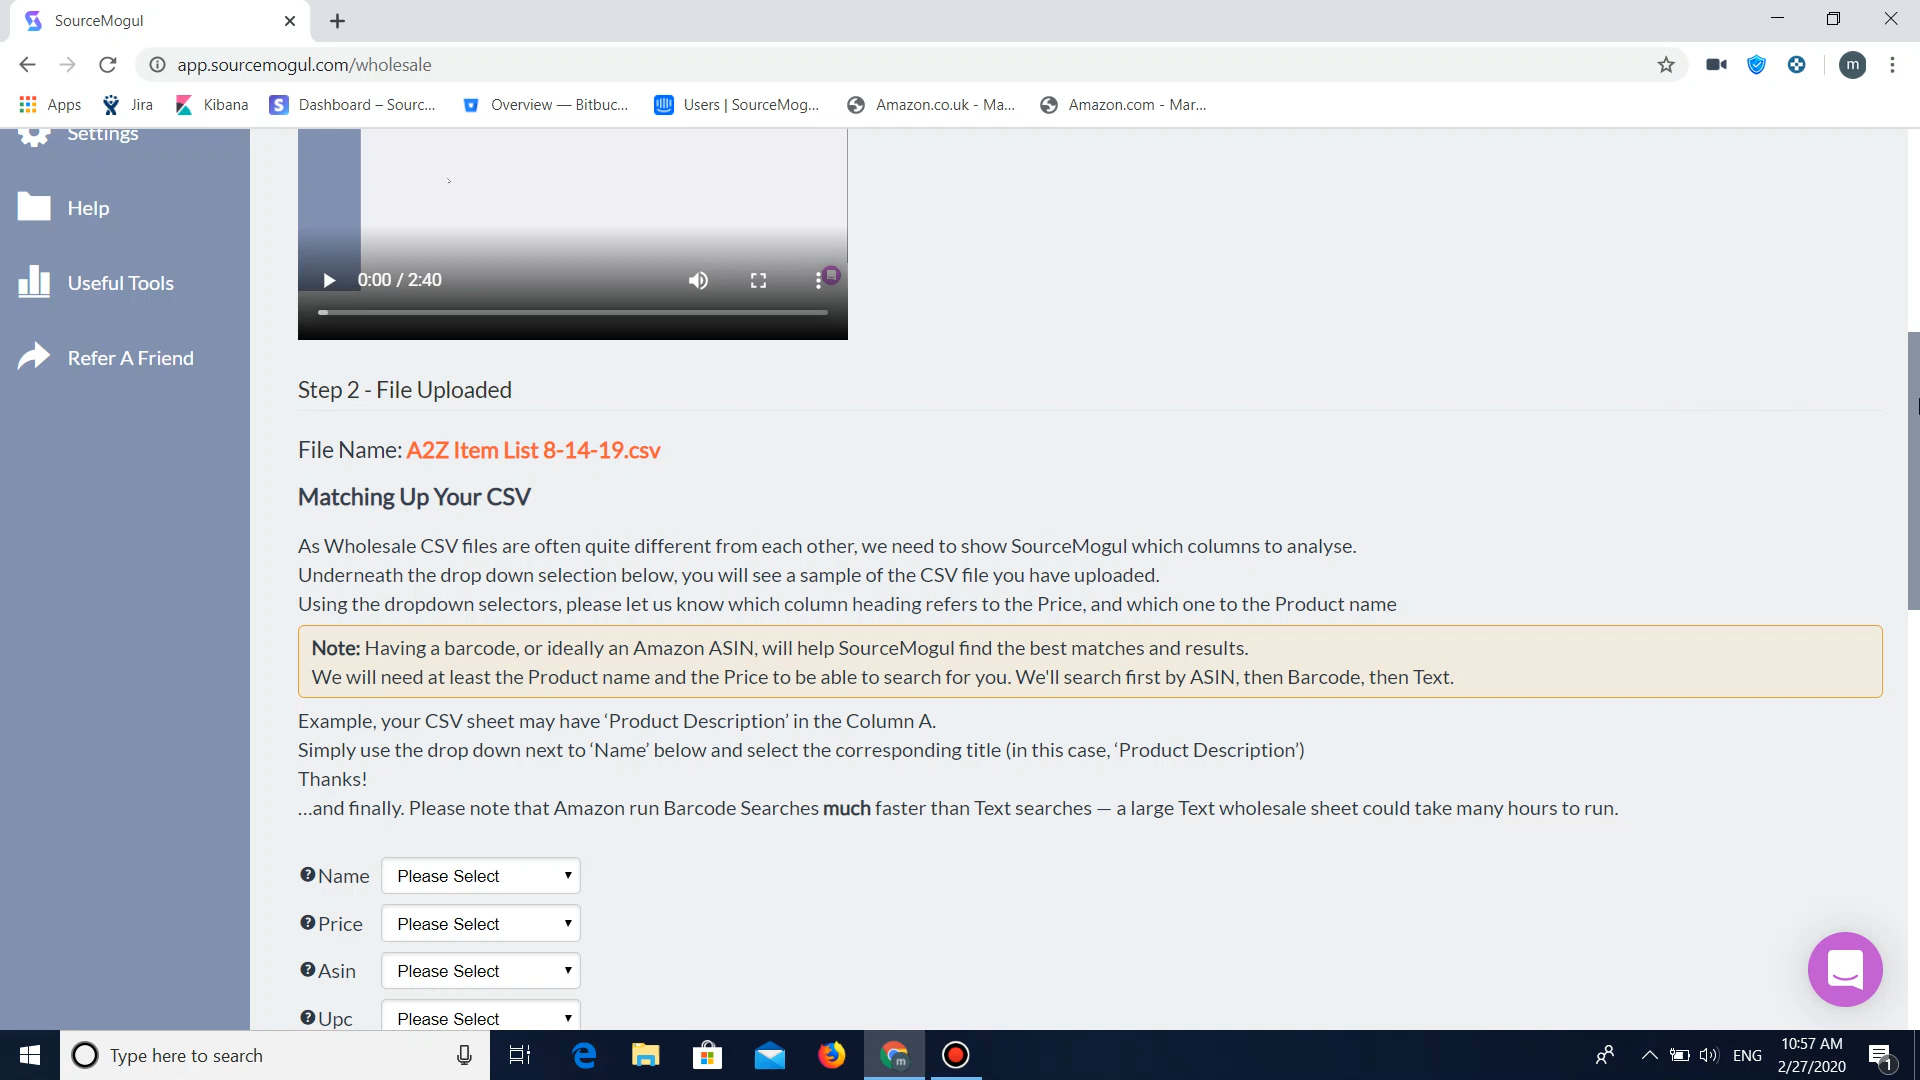 SourceMogul
app.sourcemogul.com/wholesale
m
Apps Jira Kibana Dashboard – Sourc... Overview — Bitbuc... Users | SourceMog... Amazon.co.uk - Ma... Amazon.com - Mar...
Settings
Help
Useful Tools
Refer A Friend
0:00 / 2:40
Step 2 - File Uploaded
File Name: A2Z Item List 8-14-19.csv
Matching Up Your CSV
As Wholesale CSV files are often quite different from each other, we need to show SourceMogul which columns to analyse.
Underneath the drop down selection below, you will see a sample of the CSV file you have uploaded.
Using the dropdown selectors, please let us know which column heading refers to the Price, and which one to the Product name
Note: Having a barcode, or ideally an Amazon ASIN, will help SourceMogul find the best matches and results.
We will need at least the Product name and the Price to be able to search for you. We'll search first by ASIN, then Barcode, then Text.
Example, your CSV sheet may have ‘Product Description’ in the Column A.
Simply use the drop down next to ‘Name’ below and select the corresponding title (in this case, ‘Product Description’)
Thanks!
...and finally. Please note that Amazon run Barcode Searches much faster than Text searches — a large Text wholesale sheet could take many hours to run.
Name Please Select
Price Please Select
Asin Please Select
Upc Please Select
Type here to search
m
ENG
10:57 AM
2/27/2020
1